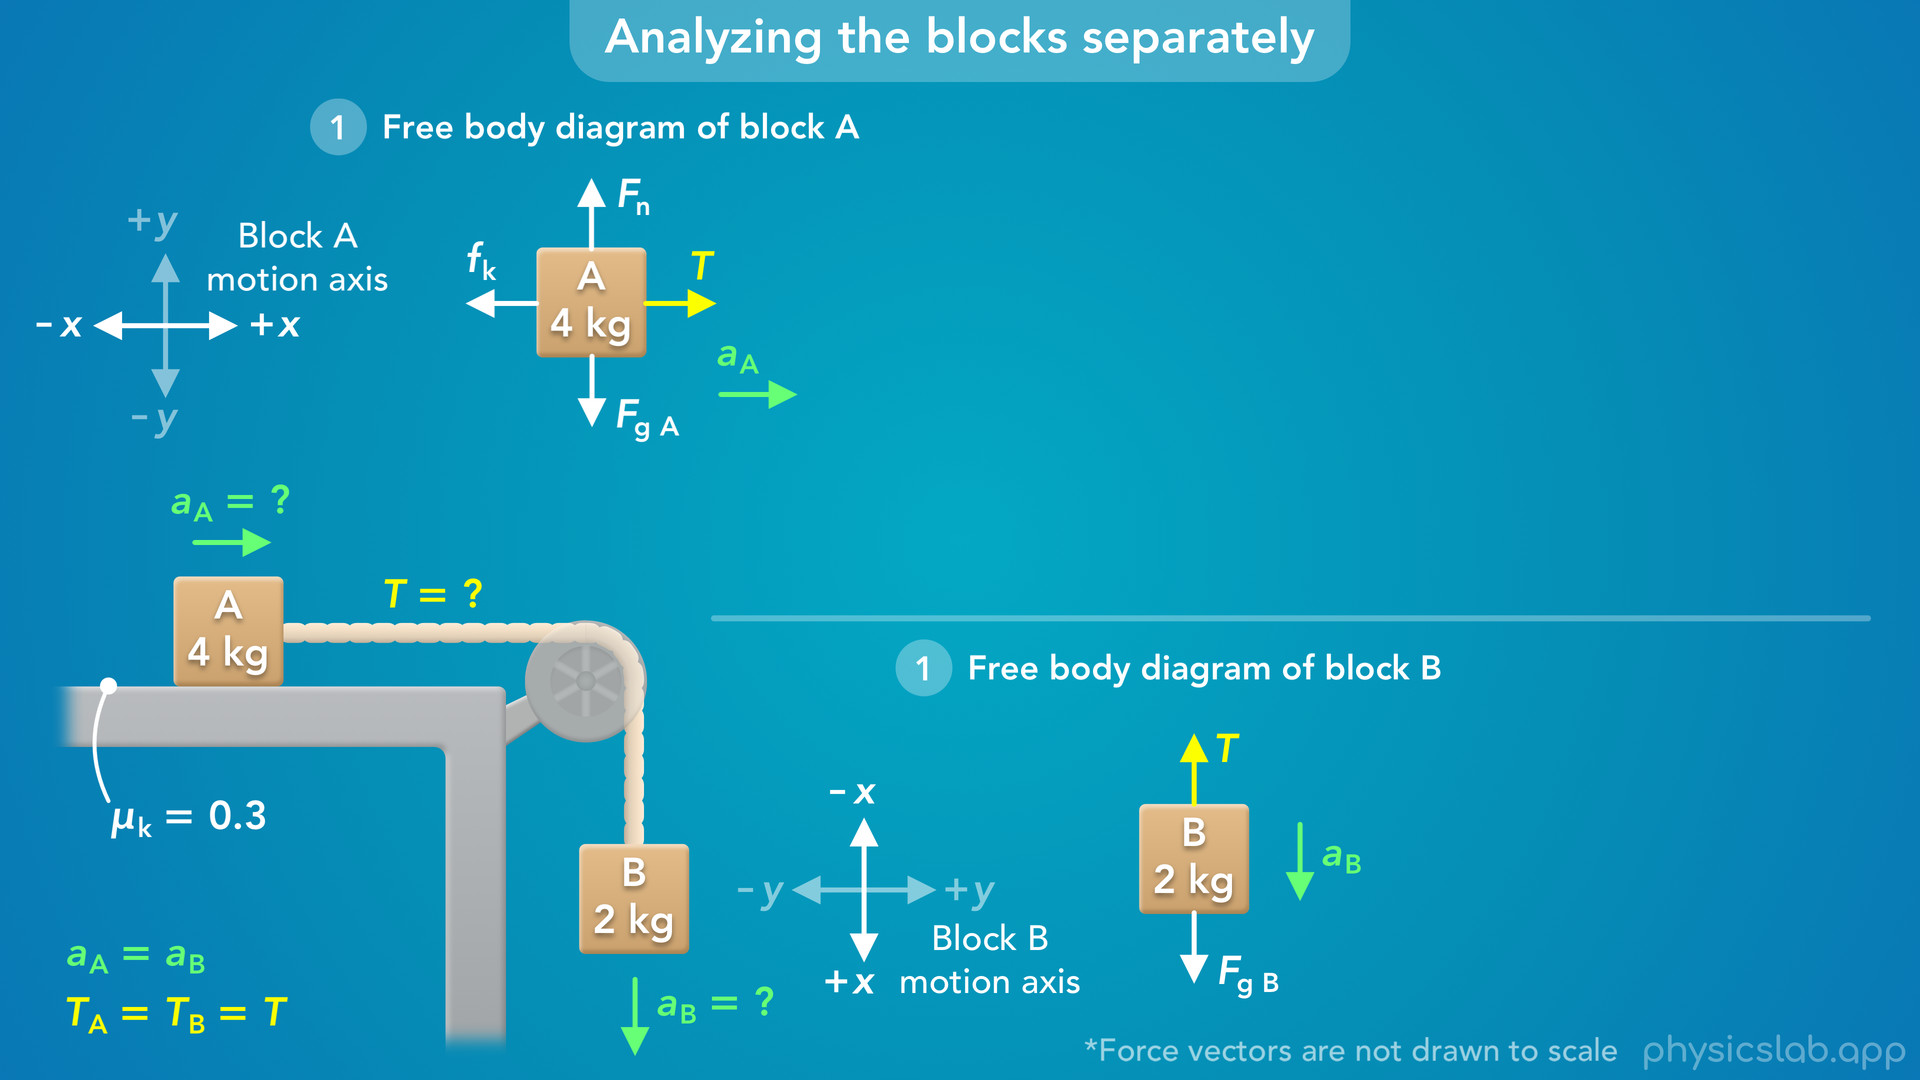 Analyzing the blocks separately
1 Free body diagram of block A
+y
Block A
motion axis
-x
+x
-y
Fn
fk
A
4 kg
T
aA
Fg A
aA = ?
A
4 kg
T = ?
μk = 0.3
B
2 kg
aB = ?
aA = aB
TA = TB = T
1 Free body diagram of block B
-x
-y
+y
+x
Block B
motion axis
T
B
2 kg
aB
Fg B
*Force vectors are not drawn to scale
physicslab.app